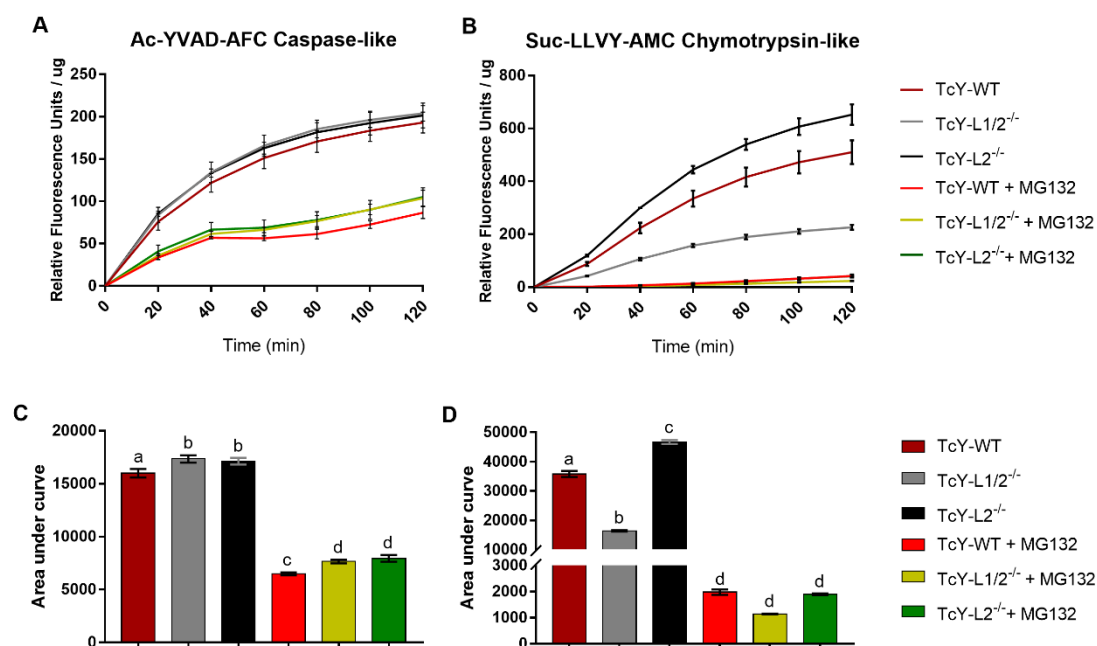 A
Ac-YVAD-AFC Caspase-like
Relative Fluorescence Units / ug
250
200
150
100
50
0
0 20 40 60 80 100 120
Time (min)
B
Suc-LLVY-AMC Chymotrypsin-like
Relative Fluorescence Units / ug
800
600
400
200
0
0 20 40 60 80 100 120
Time (min)
TcY-WT
TcY-L1/2-/-
TcY-L2-/-
TcY-WT + MG132
TcY-L1/2-/- + MG132
TcY-L2-/- + MG132
C
Area under curve
20000
15000
10000
5000
0
a b b c d d
D
Area under curve
50000
40000
30000
20000
10000
3000
2000
1000
0
a b c d d d
TcY-WT
TcY-L1/2-/-
TcY-L2-/-
TcY-WT + MG132
TcY-L1/2-/- + MG132
TcY-L2-/- + MG132